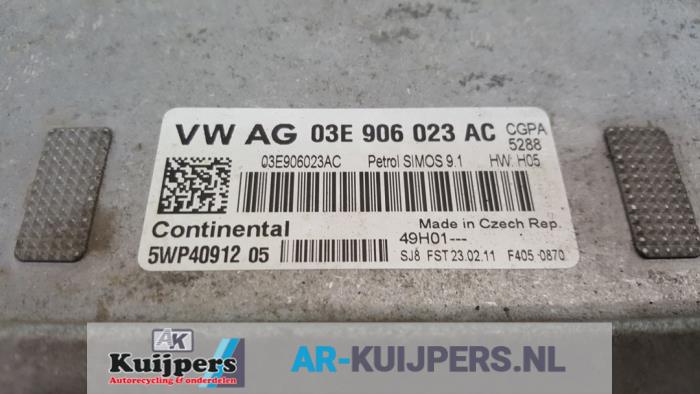 VW AG 03E 906 023 AC CGPA
5288
03E906023AC Petrol SIMOS 9.1 HW: H05
Continental Made in Czech Rep.
5WP40912 05 49H01---
SJ8 FST 23.02.11 F405 0870
AK
Kuijpers
Autorecycling & onderdelen
AR-KUIJPERS.NL